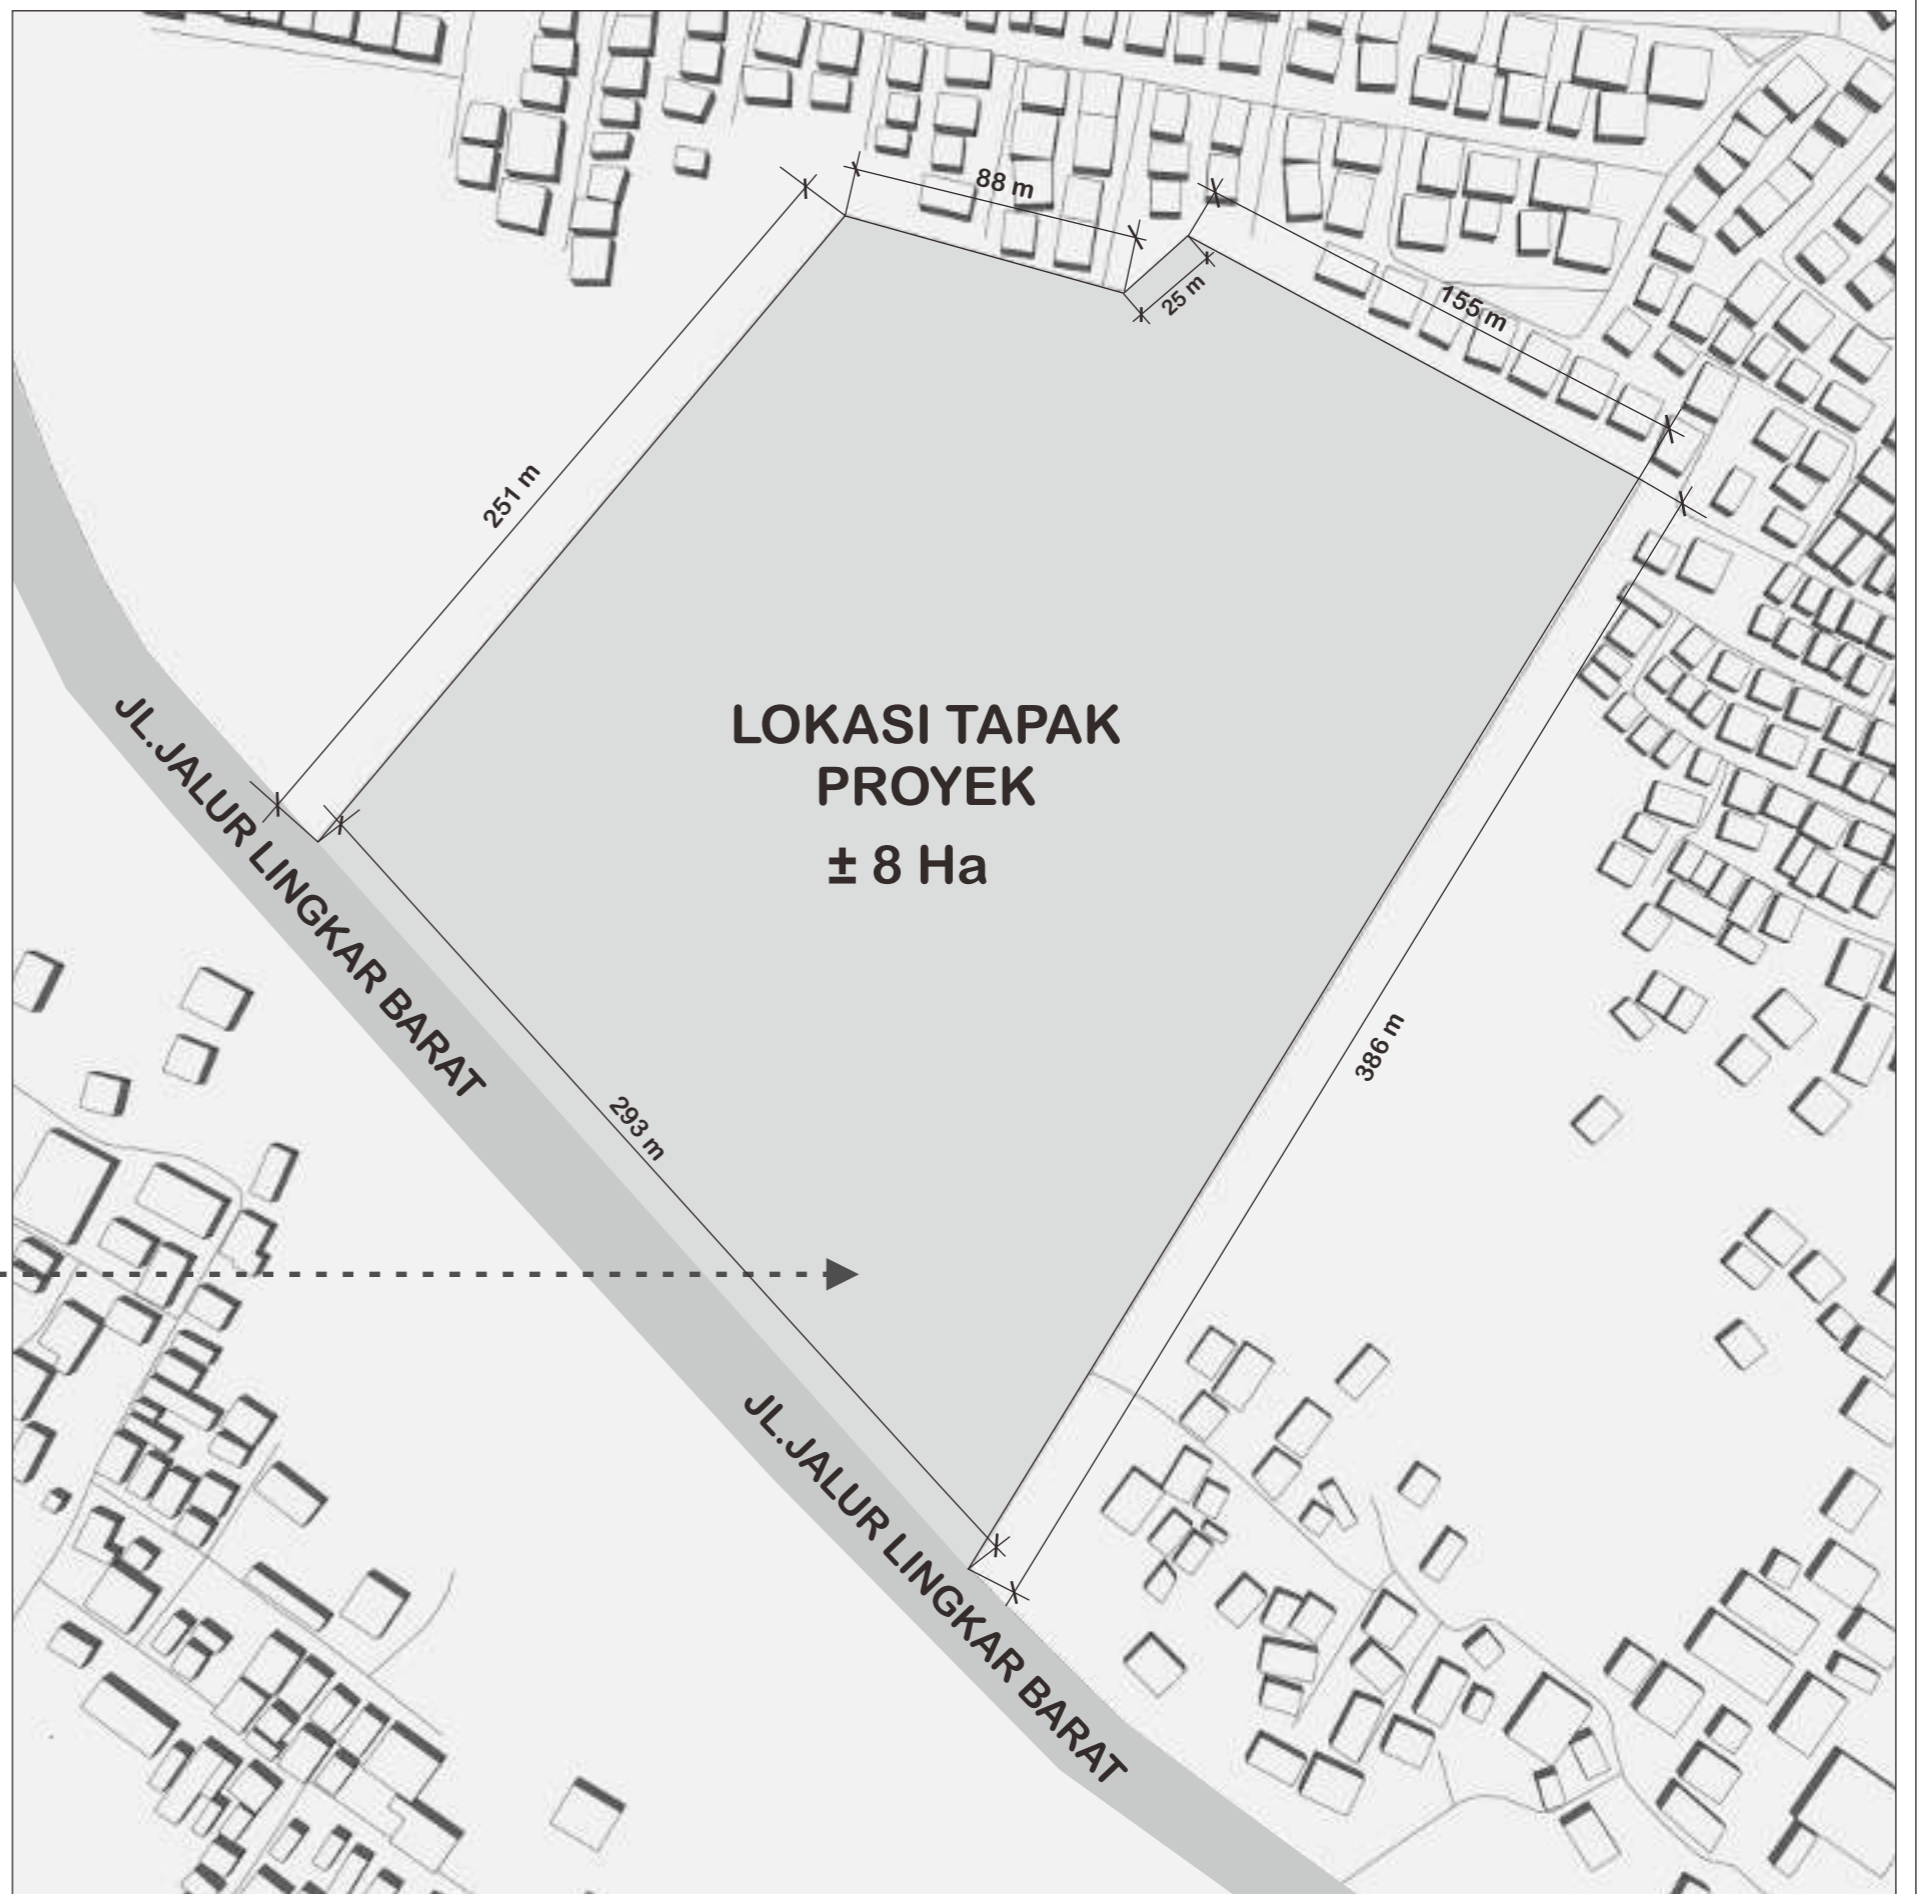 88 m
25 m
155 m
251 m
LOKASI TAPAK
PROYEK
± 8 Ha
JL.JALUR LINGKAR BARAT
386 m
293 m
JL.JALUR LINGKAR BARAT